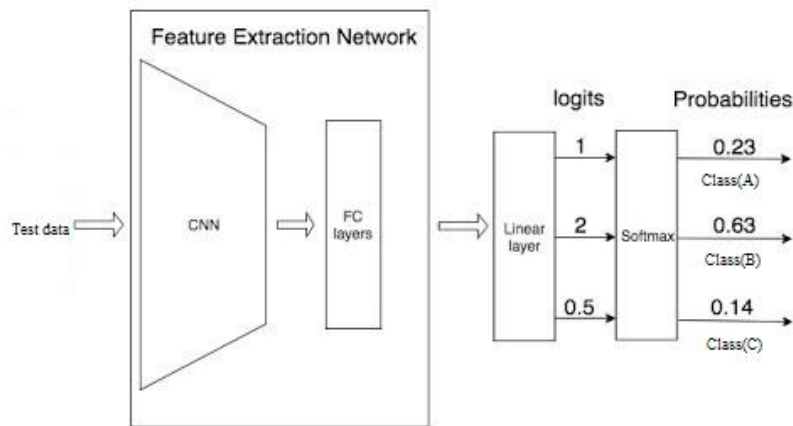 Feature Extraction Network
logits
Probabilities
1
0.23
Class(A)
Test data
CNN
FC
layers
Linear
layer
2
Softmax
0.63
Class(B)
0.5
0.14
Class(C)